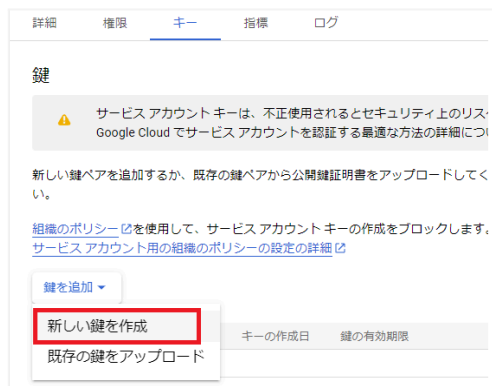 詳細 権限 キー 指標 ログ
鍵
サービス アカウント キーは、不正使用されるとセキュリティ上のリス
Google Cloud でサービス アカウントを認証する最適な方法の詳細につ
新しい鍵ペアを追加するか、既存の鍵ペアから公開鍵証明書をアップロードしてく
い。
組織のポリシー を使用して、サービス アカウント キーの作成をブロックします。
サービス アカウント用の組織のポリシーの設定の詳細
鍵を追加
新しい鍵を作成
キーの作成日 鍵の有効期限
既存の鍵をアップロード